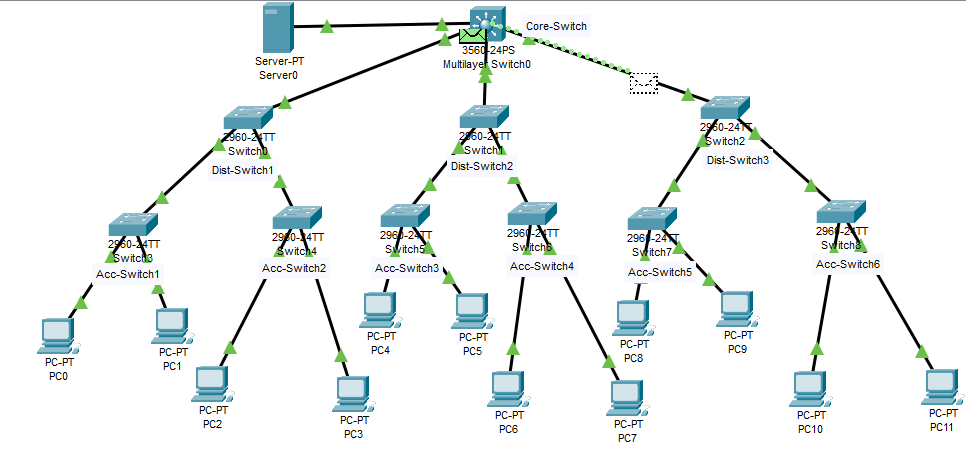 Core-Switch
Server-PT
Server0
3560-24PS
Multilayer Switch0
2960-24TT
Switch0
Dist-Switch1
2960-24TT
Switch1
Dist-Switch2
2960-24TT
Switch2
Dist-Switch3
2960-24TT
Switch3
Acc-Switch1
2960-24TT
Switch4
Acc-Switch2
2960-24TT
Switch5
Acc-Switch3
2960-24TT
Switch6
Acc-Switch4
2960-24TT
Switch7
Acc-Switch5
2960-24TT
Switch8
Acc-Switch6
PC-PT
PC0
PC-PT
PC1
PC-PT
PC2
PC-PT
PC3
PC-PT
PC4
PC-PT
PC5
PC-PT
PC6
PC-PT
PC7
PC-PT
PC8
PC-PT
PC9
PC-PT
PC10
PC-PT
PC11